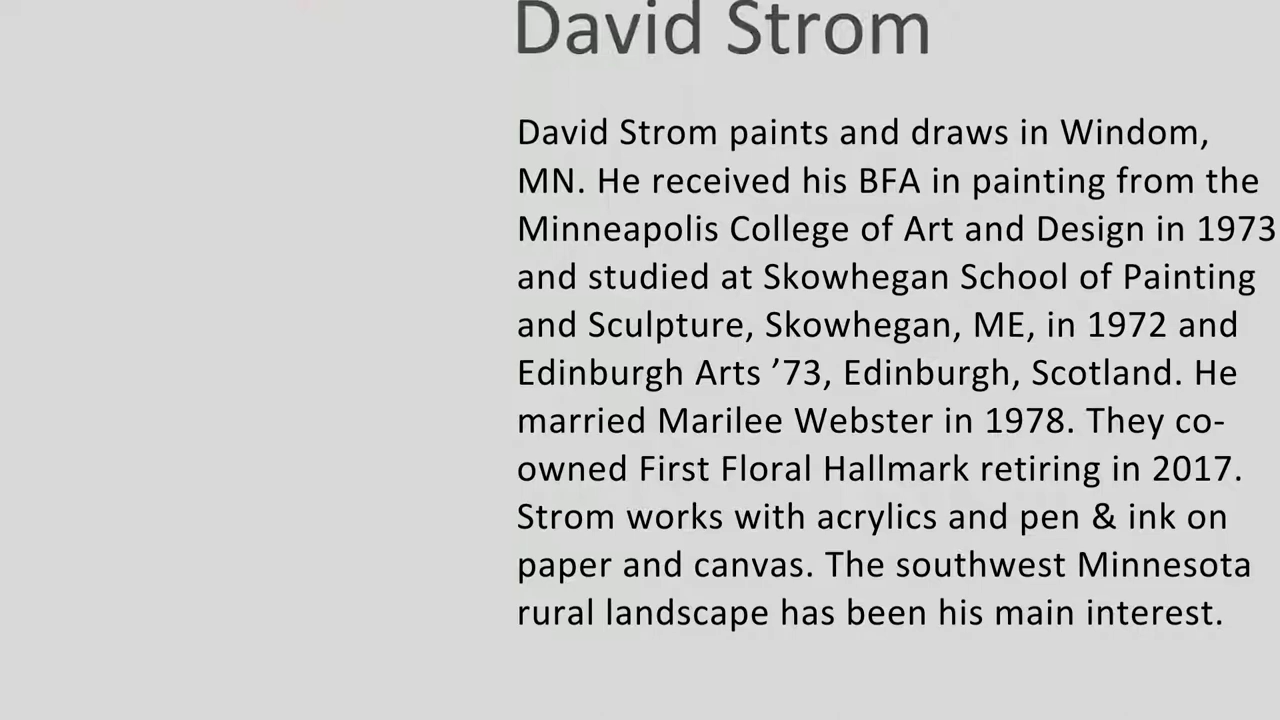 David Strom
David Strom paints and draws in Windom,
MN. He received his BFA in painting from the
Minneapolis College of Art and Design in 1973
and studied at Skowhegan School of Painting
and Sculpture, Skowhegan, ME, in 1972 and
Edinburgh Arts ’73, Edinburgh, Scotland. He
married Marilee Webster in 1978. They co-
owned First Floral Hallmark retiring in 2017.
Strom works with acrylics and pen & ink on
paper and canvas. The southwest Minnesota
rural landscape has been his main interest.